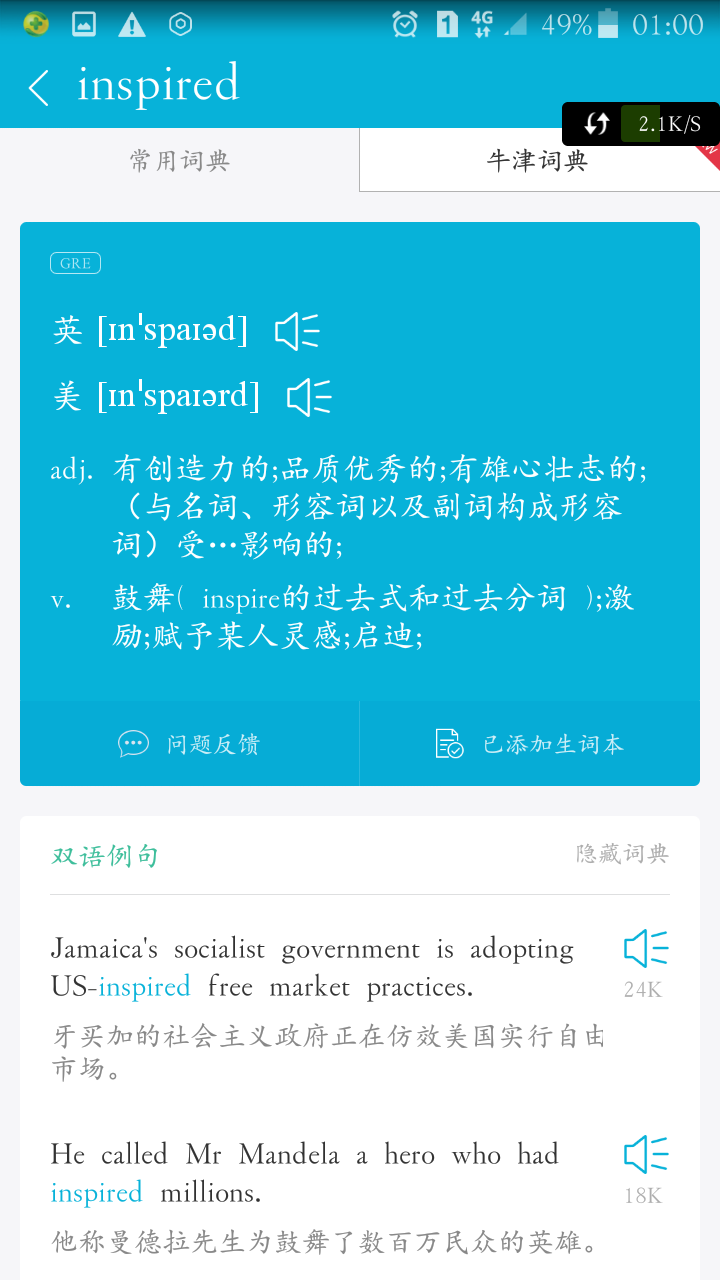 1 4G 49% 01:00
inspired
2.1K/S
常用词典 牛津词典
GRE
英 [ɪn'spaɪəd]
美 [ɪn'spaɪərd]
adj. 有创造力的;品质优秀的;有雄心壮志的;
（与名词、形容词以及副词构成形容
词）受…影响的;
v. 鼓舞( inspire的过去式和过去分词 );激
励;赋予某人灵感;启迪;
问题反馈 已添加生词本
双语例句 隐藏词典
Jamaica's socialist government is adopting
US-inspired free market practices.
24K
牙买加的社会主义政府正在仿效美国实行自由
市场。
He called Mr Mandela a hero who had
inspired millions.
18K
他称曼德拉先生为鼓舞了数百万民众的英雄。